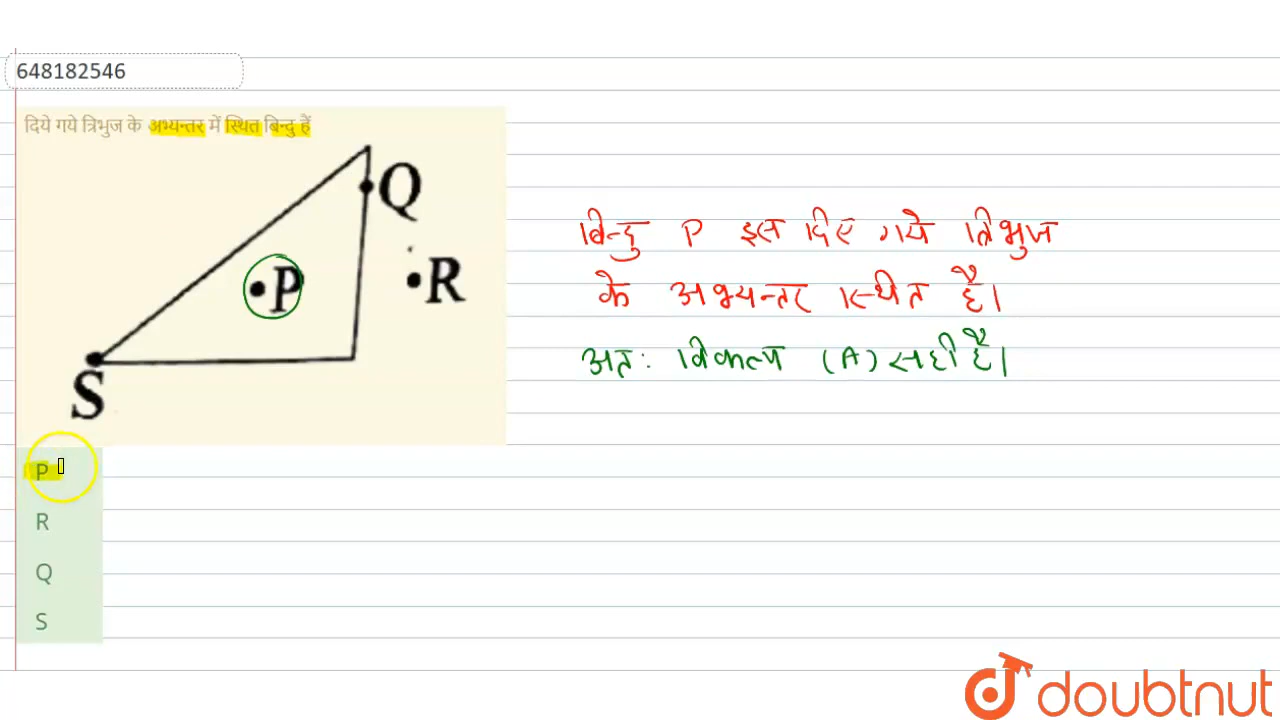 648182546
दिये गये त्रिभुज के अभ्यन्तर में स्थित बिन्दु हैं
Q
P
R
S
बिन्दु P इस दिए गये त्रिभुज
के अभ्यन्तर स्थित है।
अतः विकल्प (A) सही है।
P
R
Q
S
doubtnut